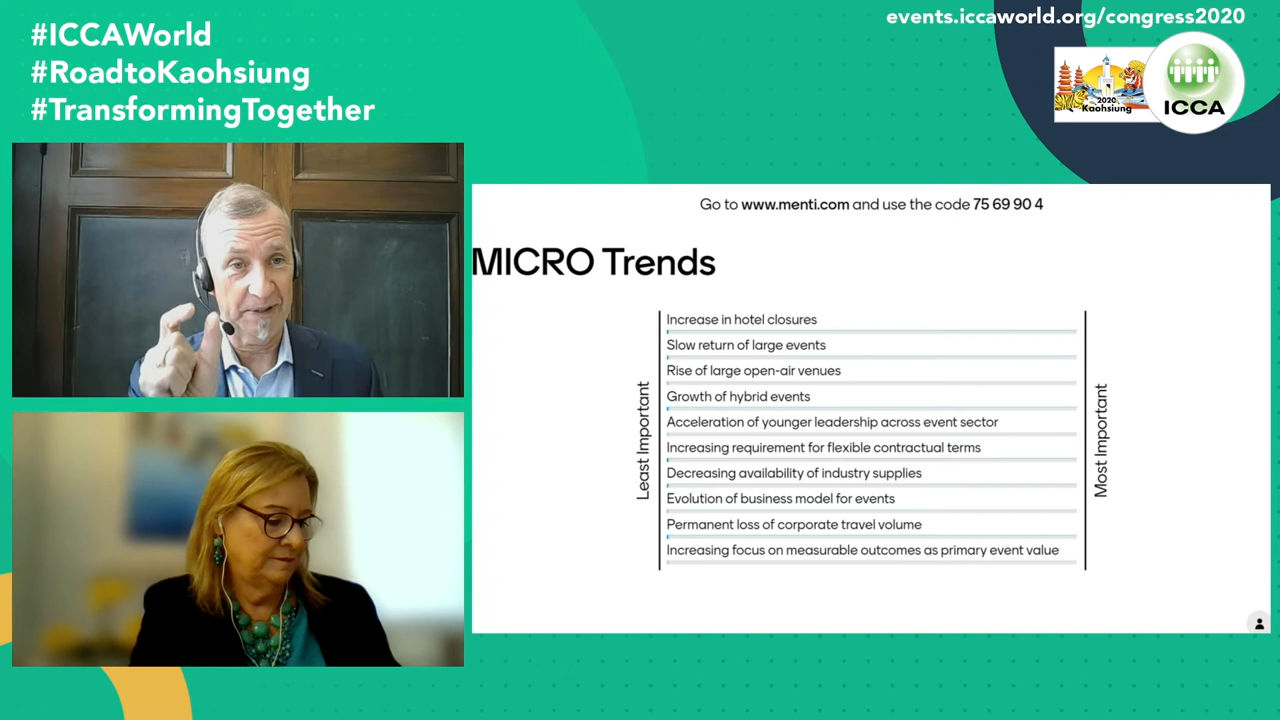 #ICCAWorld
#RoadtoKaohsiung
#TransformingTogether
events.iccaworld.org/congress2020
2020
Kaohsiung
ICCA
Go to www.menti.com and use the code 75 69 90 4
MICRO Trends
Least Important
Increase in hotel closures
Slow return of large events
Rise of large open-air venues
Growth of hybrid events
Acceleration of younger leadership across event sector
Increasing requirement for flexible contractual terms
Decreasing availability of industry supplies
Evolution of business model for events
Permanent loss of corporate travel volume
Increasing focus on measurable outcomes as primary event value
Most Important